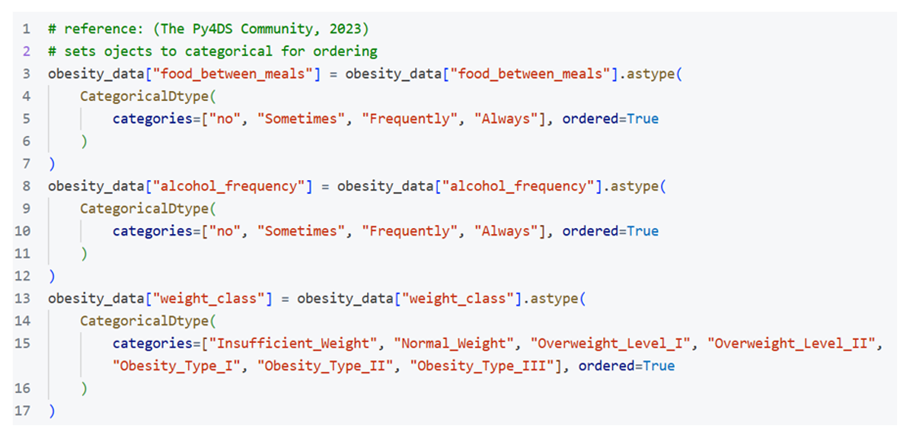 1 # reference: (The Py4DS Community, 2023)
2 # sets ojects to categorical for ordering
3 obesity_data["food_between_meals"] = obesity_data["food_between_meals"].astype(
4     CategoricalDtype(
5         categories=["no", "Sometimes", "Frequently", "Always"], ordered=True
6     )
7 )
8 obesity_data["alcohol_frequency"] = obesity_data["alcohol_frequency"].astype(
9     CategoricalDtype(
10         categories=["no", "Sometimes", "Frequently", "Always"], ordered=True
11     )
12 )
13 obesity_data["weight_class"] = obesity_data["weight_class"].astype(
14     CategoricalDtype(
15         categories=["Insufficient_Weight", "Normal_Weight", "Overweight_Level_I", "Overweight_Level_II",
        "Obesity_Type_I", "Obesity_Type_II", "Obesity_Type_III"], ordered=True
16     )
17 )